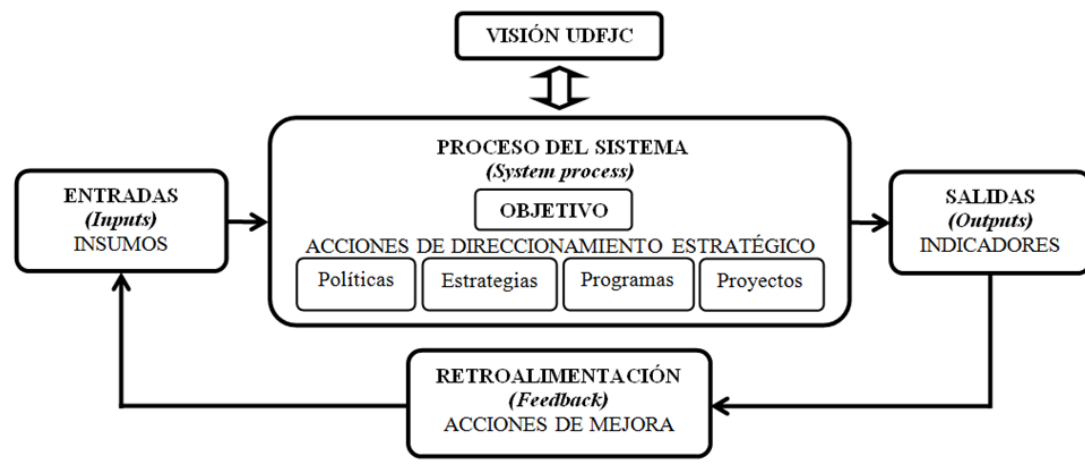 VISIÓN UDFJC
PROCESO DEL SISTEMA
(System process)
OBJETIVO
ACCIONES DE DIRECCIONAMIENTO ESTRATÉGICO
Políticas
Estrategias
Programas
Proyectos
ENTRADAS
(Inputs)
INSUMOS
SALIDAS
(Outputs)
INDICADORES
RETROALIMENTACIÓN
(Feedback)
ACCIONES DE MEJORA